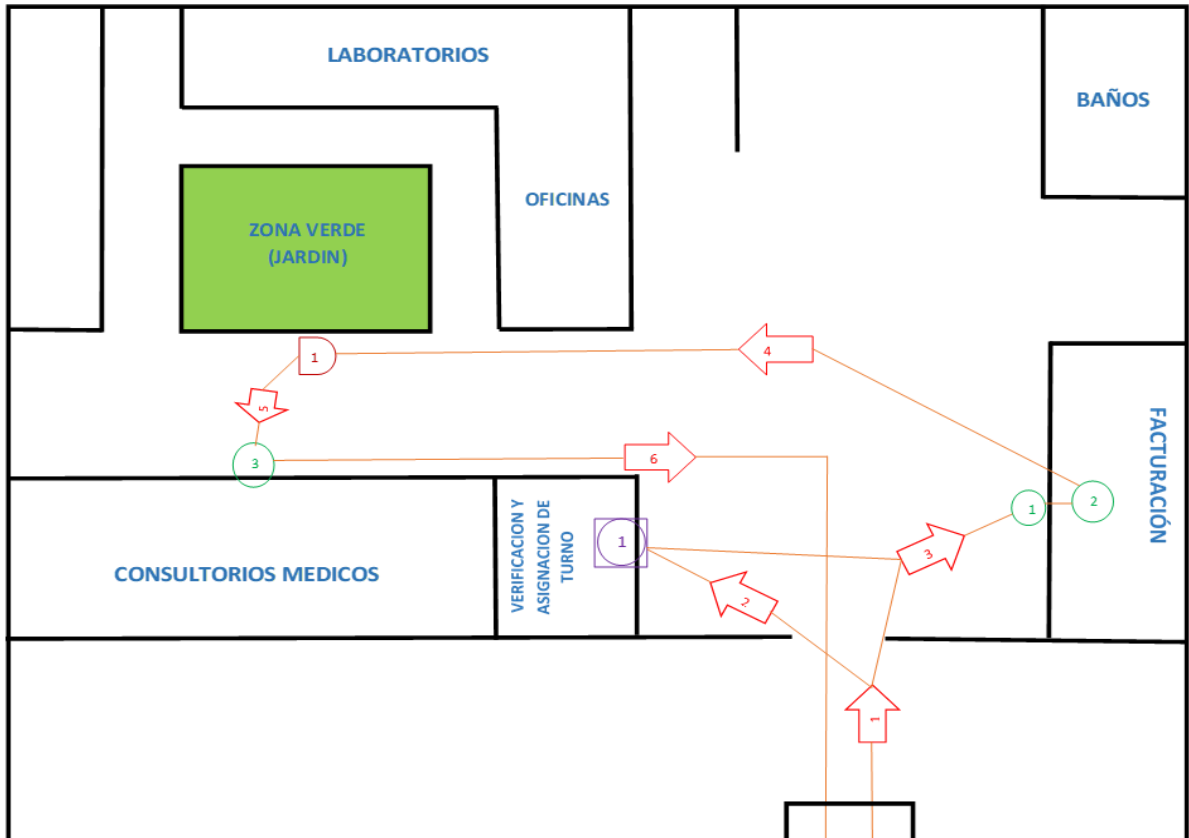 LABORATORIOS
BAÑOS
OFICINAS
ZONA VERDE
(JARDIN)
1
4
5
3
6
FACTURACIÓN
1
2
VERIFICACION Y
ASIGNACION DE
TURNO
1
3
CONSULTORIOS MEDICOS
2
1